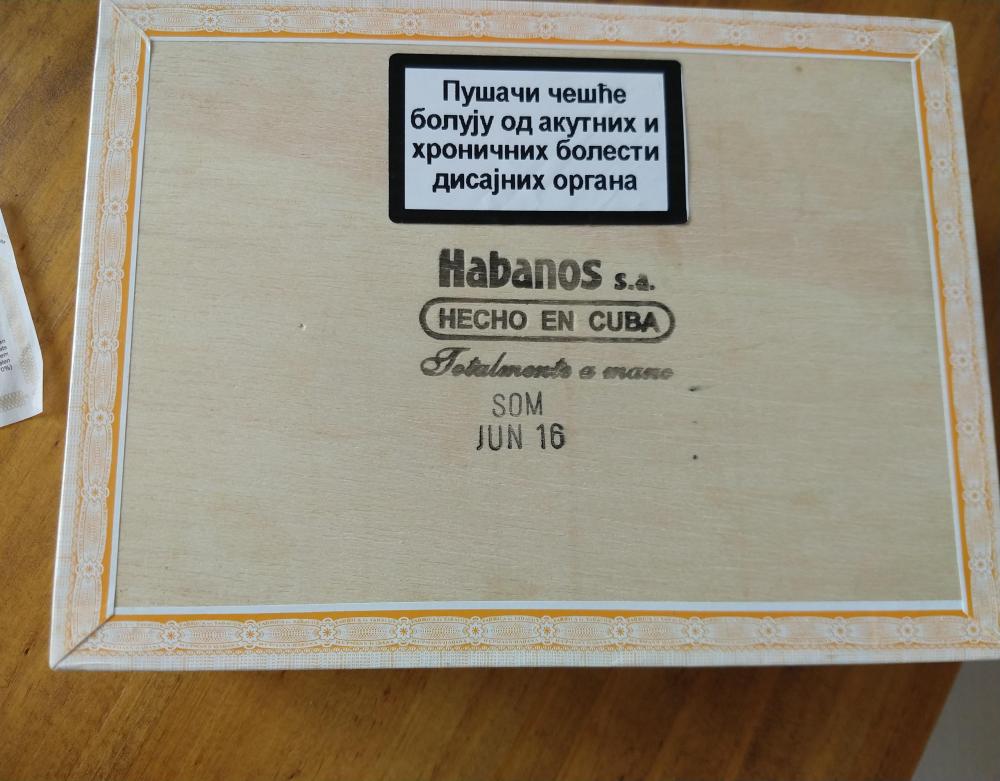 Пушачи чешће
болују од акутних и
хроничних болести
дисајних органа
Habanos s.a.
HECHO EN CUBA
Totalmente a mano
SOM
JUN 16